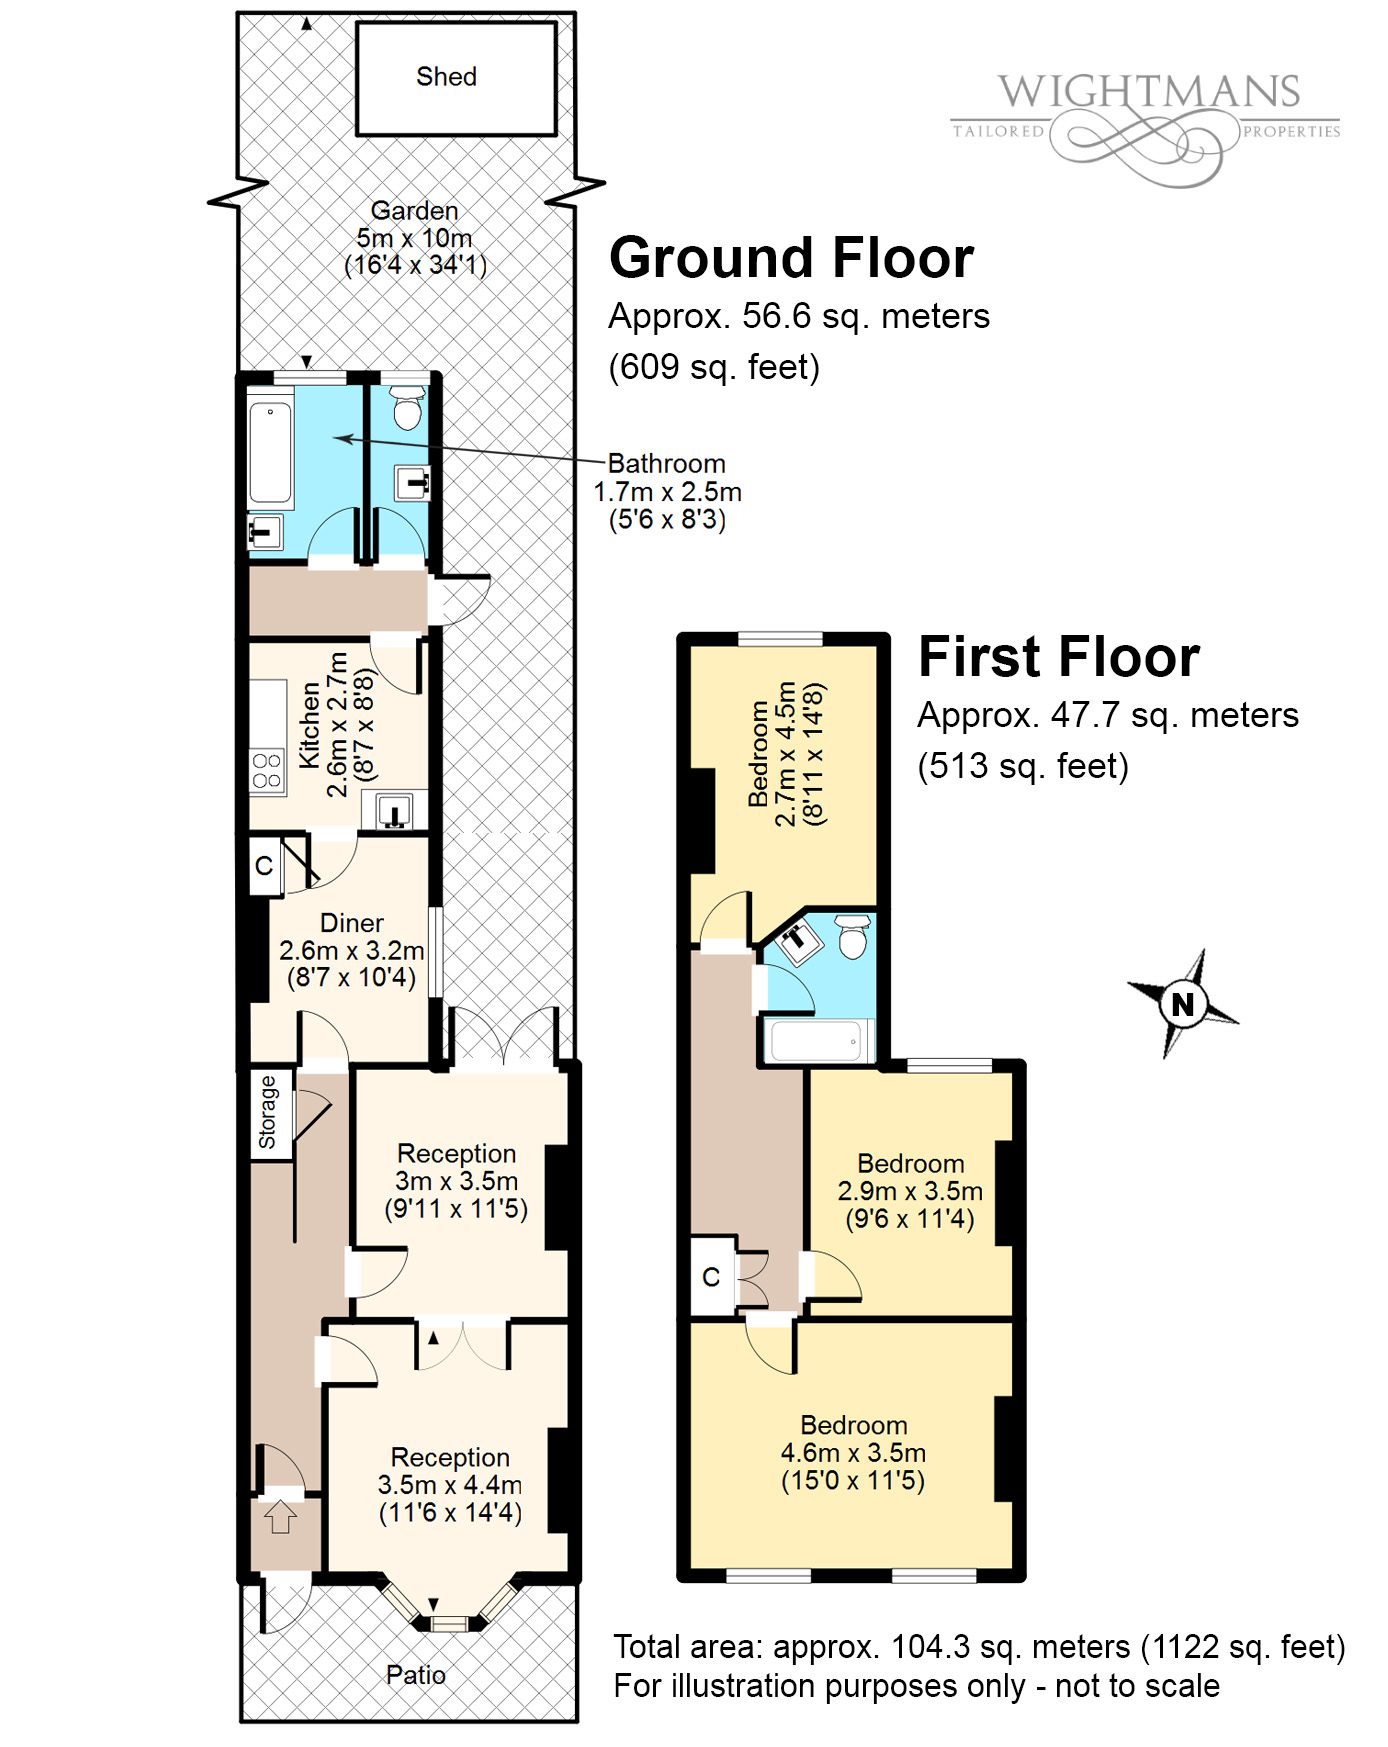 Shed
WIGHTMANS
TAILORED PROPERTIES
Garden
5m x 10m
(16'4 x 34'1)
Ground Floor
Approx. 56.6 sq. meters
(609 sq. feet)
Bathroom
1.7m x 2.5m
(5'6 x 8'3)
Kitchen
2.6m x 2.7m
(8'7 x 8'8)
C
Diner
2.6m x 3.2m
(8'7 x 10'4)
Storage
Reception
3m x 3.5m
(9'11 x 11'5)
Reception
3.5m x 4.4m
(11'6 x 14'4)
Patio
First Floor
Approx. 47.7 sq. meters
(513 sq. feet)
Bedroom
2.7m x 4.5m
(8'11 x 14'8)
N
Bedroom
2.9m x 3.5m
(9'6 x 11'4)
C
Bedroom
4.6m x 3.5m
(15'0 x 11'5)
Total area: approx. 104.3 sq. meters (1122 sq. feet)
For illustration purposes only - not to scale